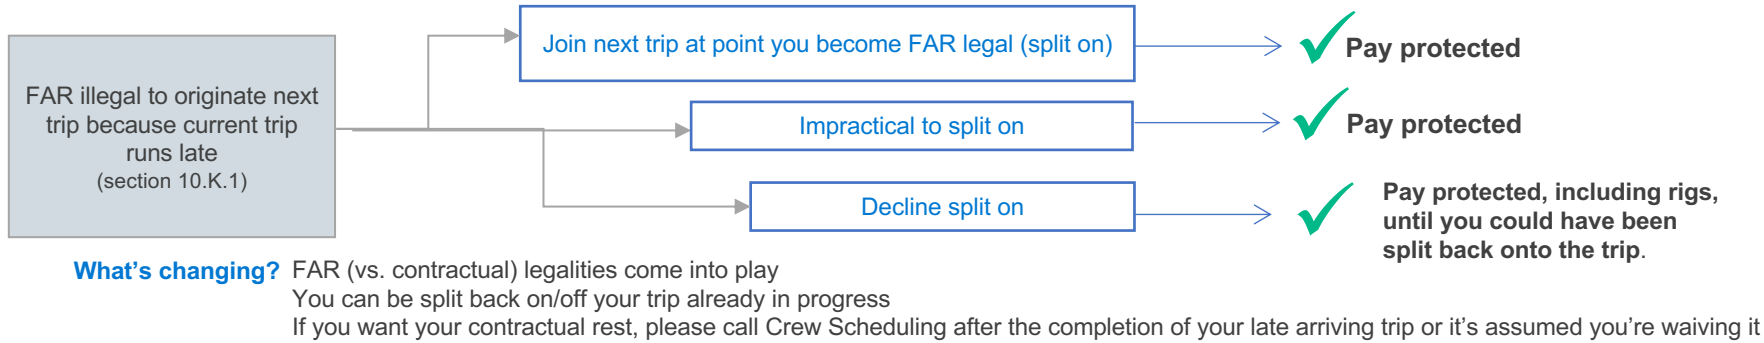 FAR illegal to originate next
trip because current trip
runs late
(section 10.K.1)
Join next trip at point you become FAR legal (split on)
Pay protected
Impractical to split on
Pay protected
Decline split on
Pay protected, including rigs,
until you could have been
split back onto the trip.
What's changing? FAR (vs. contractual) legalities come into play
You can be split back on/off your trip already in progress
If you want your contractual rest, please call Crew Scheduling after the completion of your late arriving trip or it's assumed you're waiving it